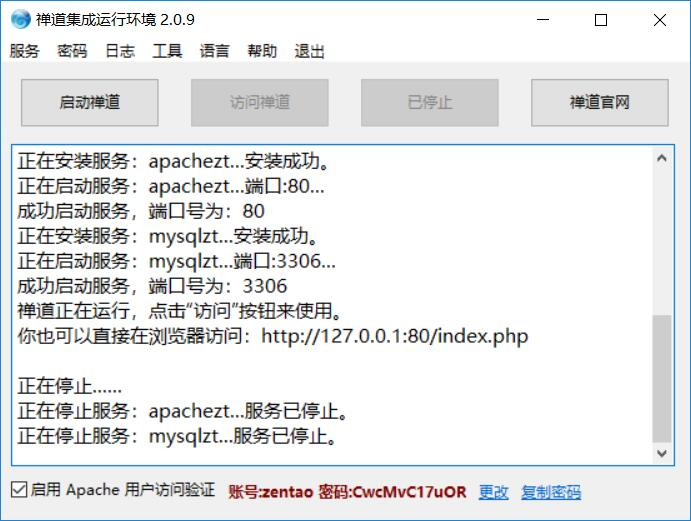 禅道集成运行环境 2.0.9
服务 密码 日志 工具 语言 帮助 退出
启动禅道 访问禅道 已停止 禅道官网
正在安装服务：apachezt...安装成功。
正在启动服务：apachezt...端口:80...
成功启动服务，端口号为：80
正在安装服务：mysqlzt...安装成功。
正在启动服务：mysqlzt...端口:3306...
成功启动服务，端口号为：3306
禅道正在运行，点击“访问”按钮来使用。
你也可以直接在浏览器访问：http://127.0.0.1:80/index.php
正在停止......
正在停止服务：apachezt...服务已停止。
正在停止服务：mysqlzt...服务已停止。
启用 Apache 用户访问验证 账号:zentao 密码:CwcMvC17uOR 更改 复制密码